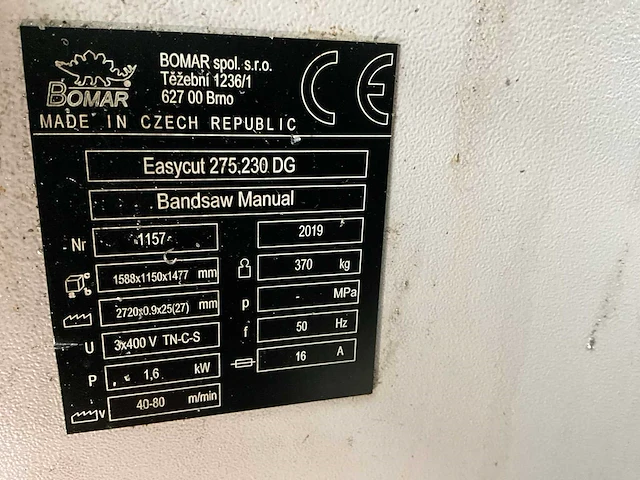 BOMAR
BOMAR spol. s.r.o.
Těžební 1236/1
627 00 Brno
CE
MADE IN CZECH REPUBLIC
Easycut 275.230 DG
Bandsaw Manual
Nr 1157 2019
1588x1150x1477 mm 370 kg
2720x0.9x25(27) mm p - MPa
U 3x400 V TN-C-S f 50 Hz
P 1,6 kW 16 A
v 40-80 m/min